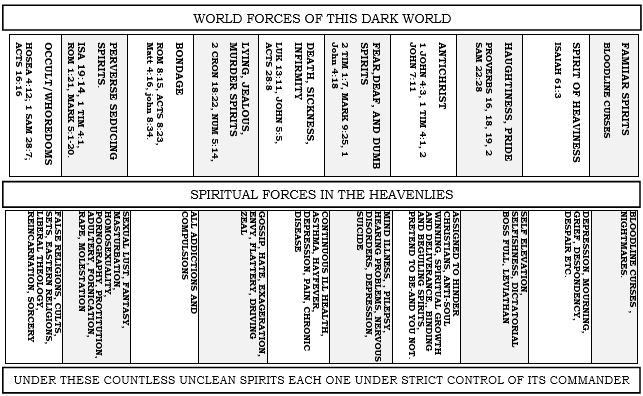 WORLD FORCES OF THIS DARK WORLD
FAMILIAR SPIRITS
BLOODLINE CURSES
SPIRIT OF HEAVINESS
ISAIAH 61:3
HAUGHTINESS, PRIDE
PROVERBS 16, 18, 19, 2
SAM 22:28
ANTICHRIST
1 JOHN 4:3, 1 TIM 4:1, 2
JOHN 7:11
FEAR,DEAF, AND DUMB
SPIRITS
2 TIM 1:7, MARK 9:25, 1
John 4:18
DEATH, SICKNESS,
INFIRMITY
LUK 13:11, JOHN 5:5,
ACTS 28:8
LYING, JEALOUS,
MURDER SPIRITS
2 CRON 18:22, NUM 5:14,
BONDAGE
ROM 8:15, ACTS 8:23,
Matt 4:16, john 8:34.
PERVERSE SEDUCING
SPIRITS.
ISA 19:14, 1 TIM 4:1,
ROM 1:21, MARK 5:1-20.
OCCULT/WHOREDOMS
HOSEA 4:12, 1 SAM 28:7,
ACTS 16:16
SPIRITUAL FORCES IN THE HEAVENLIES
BLOODLINE CURSES ,
NIGHTMARES.
DEPRESSION, MOURNING,
GRIEF, DESPONDENCY,
DESPAIR ETC.
SELF ELEVATION,
SELFISHNESS, DICTATORIAL
BOSS FULL, LEVIATHAN
ASSIGNED TO HINDER
CHRISTIANS, ANTI-SOUL
WINNING, SPIRITUAL GROWTH
AND DELIVERANCE, BINDING
AND BEGUILING SPIRITS,
PRETEND TO BE-AND YOU NOT.
MIND ILLNESS, , PILEPSY,
HEARING PROBLEMS, NERVOUS
DISORDERS, DEPRESSION,
SUICIDE
CONTINUOUS ILL HEALTH,
ASTHMA, HAYFEVER,
DEPRESSION, PAIN, CHRONIC
DISEASE
GOSSIP, HATE, EXAGERATION,
ENVY, FLATTERY, DRIVING
ZEAL
ALL ADDICTIONS AND
COMPULSIONS,
SEXUAL LUST, FANTASY,
MASTURBATION,
HOMOSEXUALITY,
PORNOGRAPHY, PROTITUTION,
ADULTERY, FORNICATION,
RAPE, MOLESTATION
FALSE RELIGIONS, CULTS,
SETS, EASTERN RELIGIONS,
LIBERAL THEOLOGY,
REINCARNATION, SORCERY
UNDER THESE COUNTLESS UNCLEAN SPIRITS EACH ONE UNDER STRICT CONTROL OF ITS COMMANDER